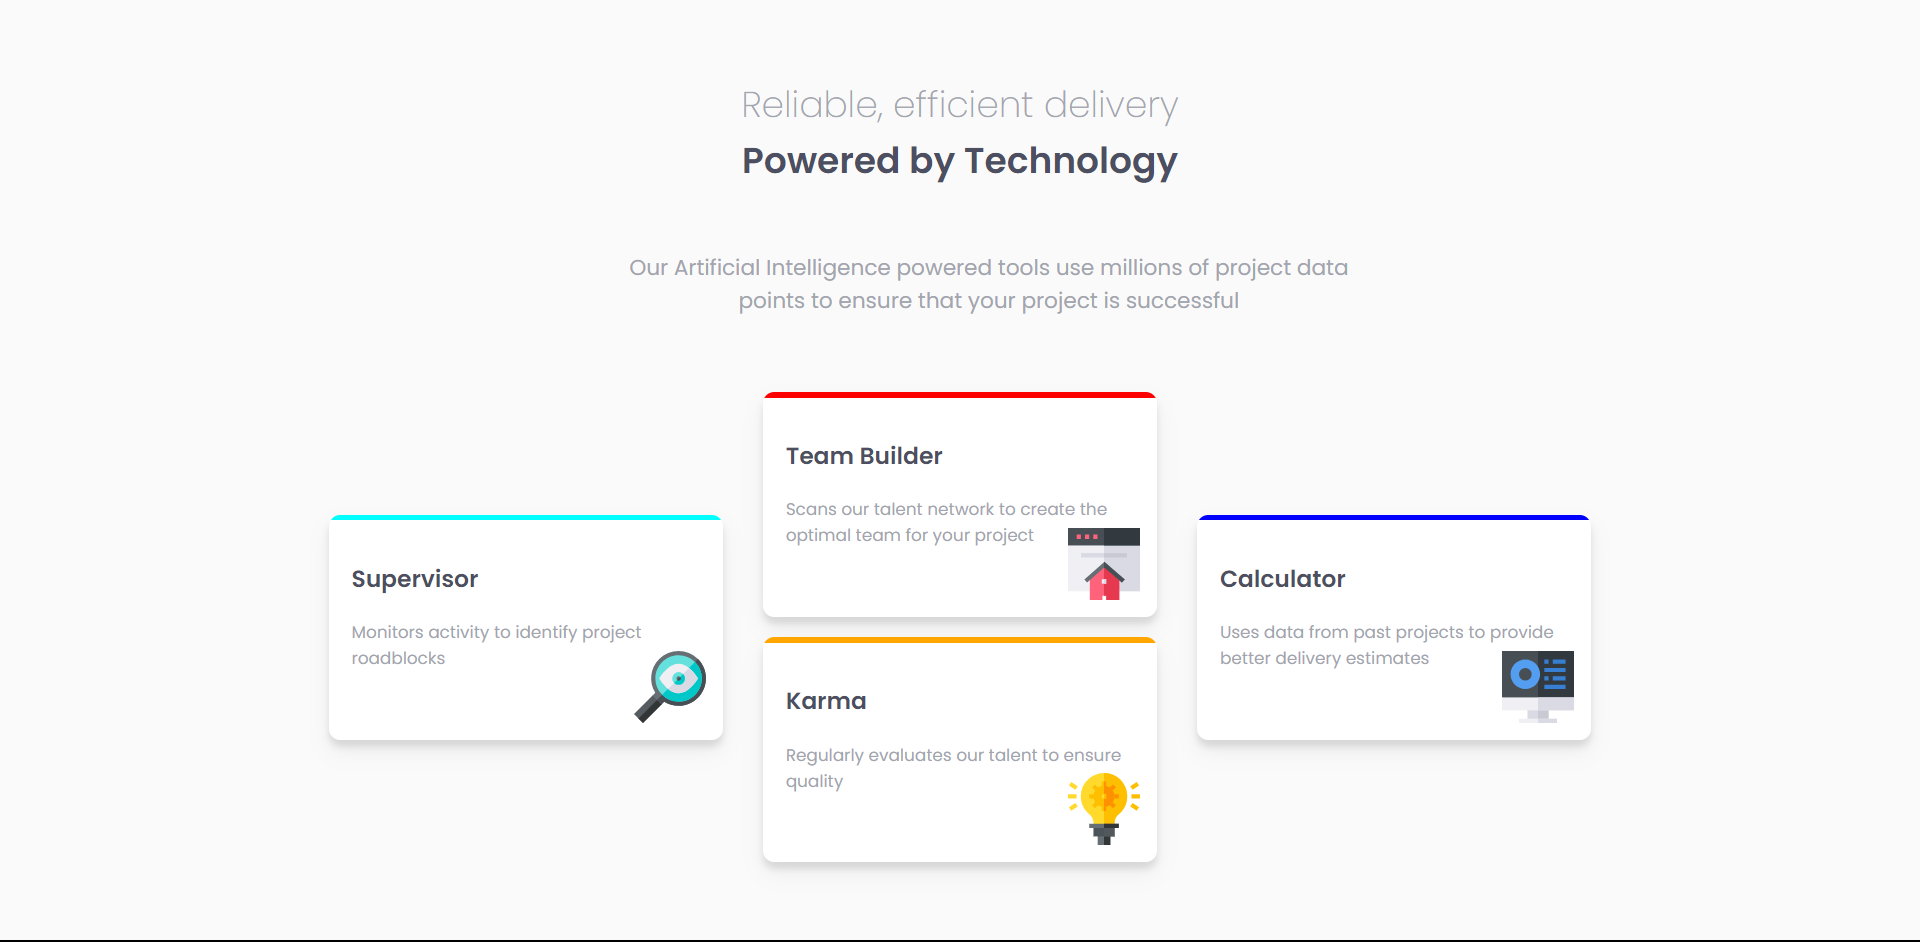 Reliable, efficient delivery
Powered by Technology
Our Artificial Intelligence powered tools use millions of project data
points to ensure that your project is successful
Team Builder
Scans our talent network to create the
optimal team for your project
Supervisor
Monitors activity to identify project
roadblocks
Calculator
Uses data from past projects to provide
better delivery estimates
Karma
Regularly evaluates our talent to ensure
quality